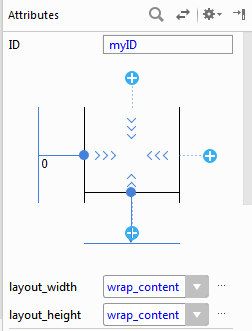 Attributes
ID myID
0
layout_width wrap_content ...
layout_height wrap_content ...